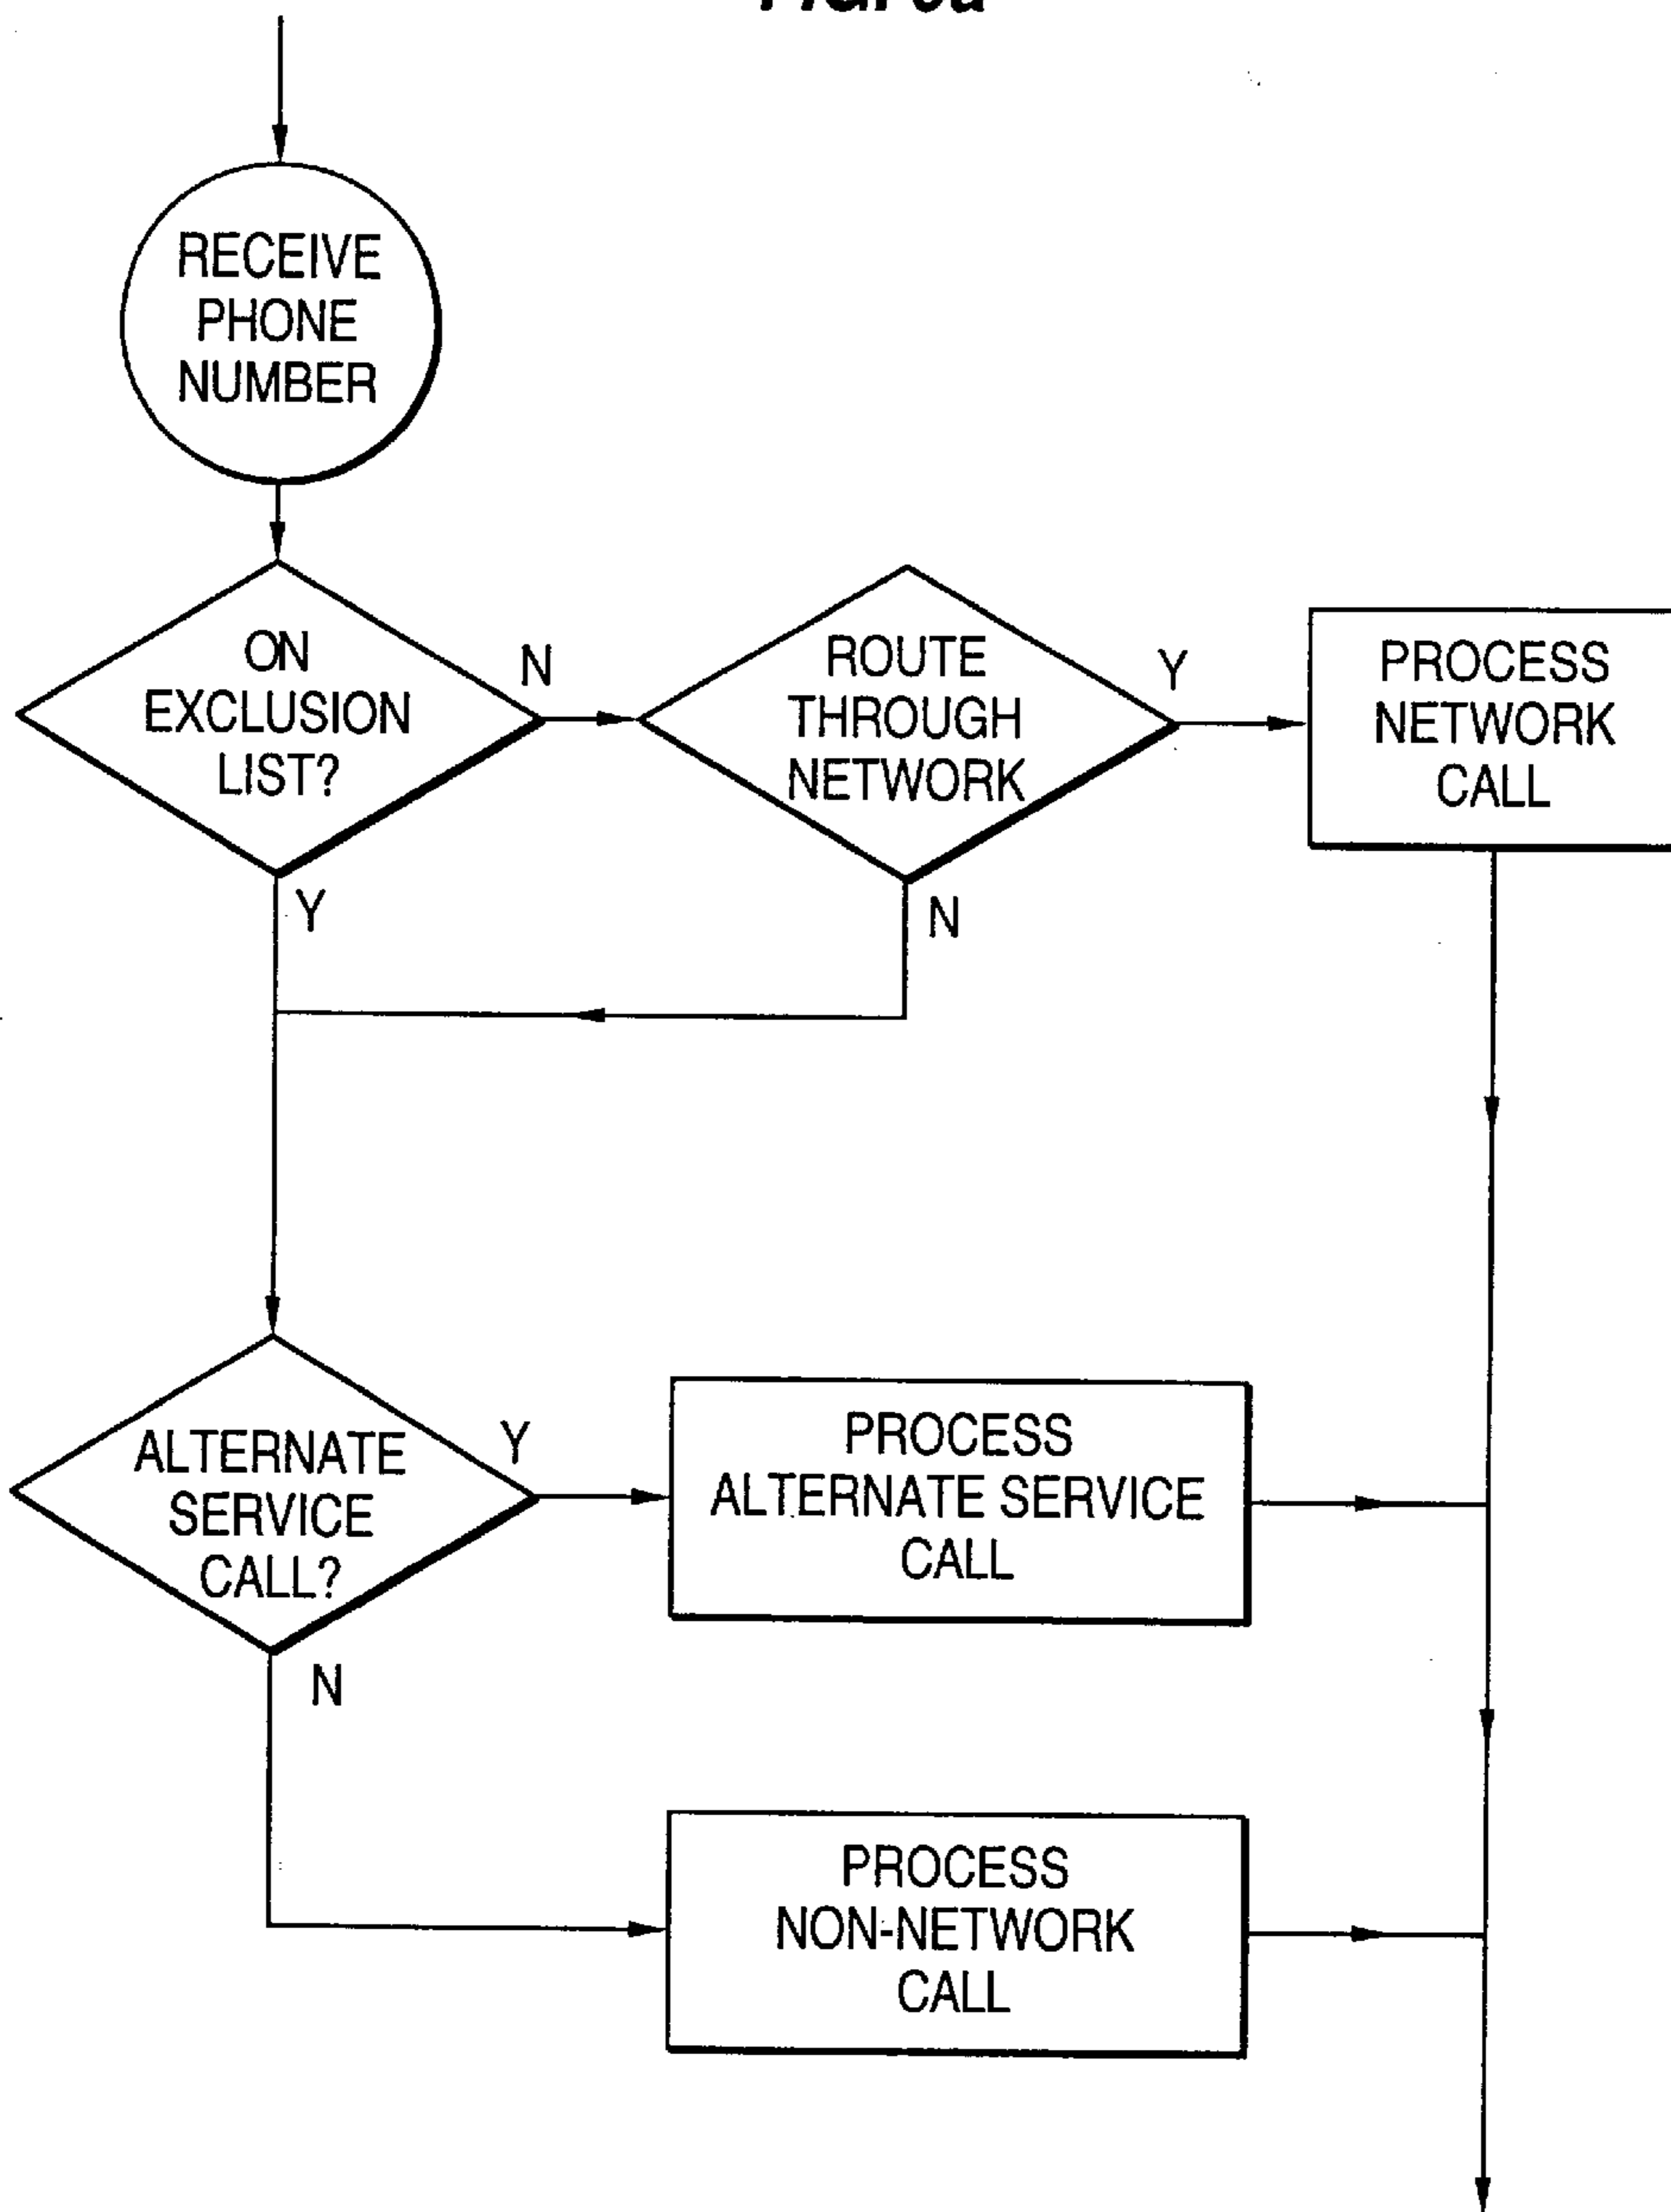 RECEIVE
PHONE
NUMBER
ON
EXCLUSION
LIST?
N
Y
ROUTE
THROUGH
NETWORK
Y
N
PROCESS
NETWORK
CALL
ALTERNATE
SERVICE
CALL?
Y
N
PROCESS
ALTERNATE SERVICE
CALL
PROCESS
NON-NETWORK
CALL